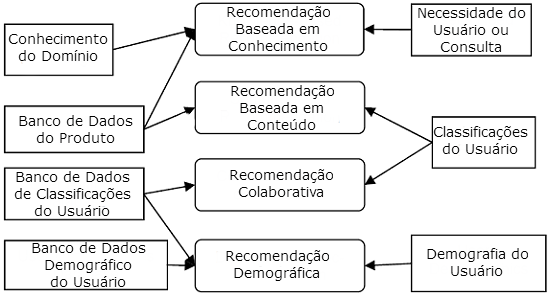 Conhecimento
do Domínio
Banco de Dados
do Produto
Banco de Dados
de Classificações
do Usuário
Banco de Dados
Demográfico
do Usuário
Recomendação
Baseada em
Conhecimento
Recomendação
Baseada em
Conteúdo
Recomendação
Colaborativa
Recomendação
Demográfica
Necessidade do
Usuário ou
Consulta
Classificações
do Usuário
Demografia do
Usuário